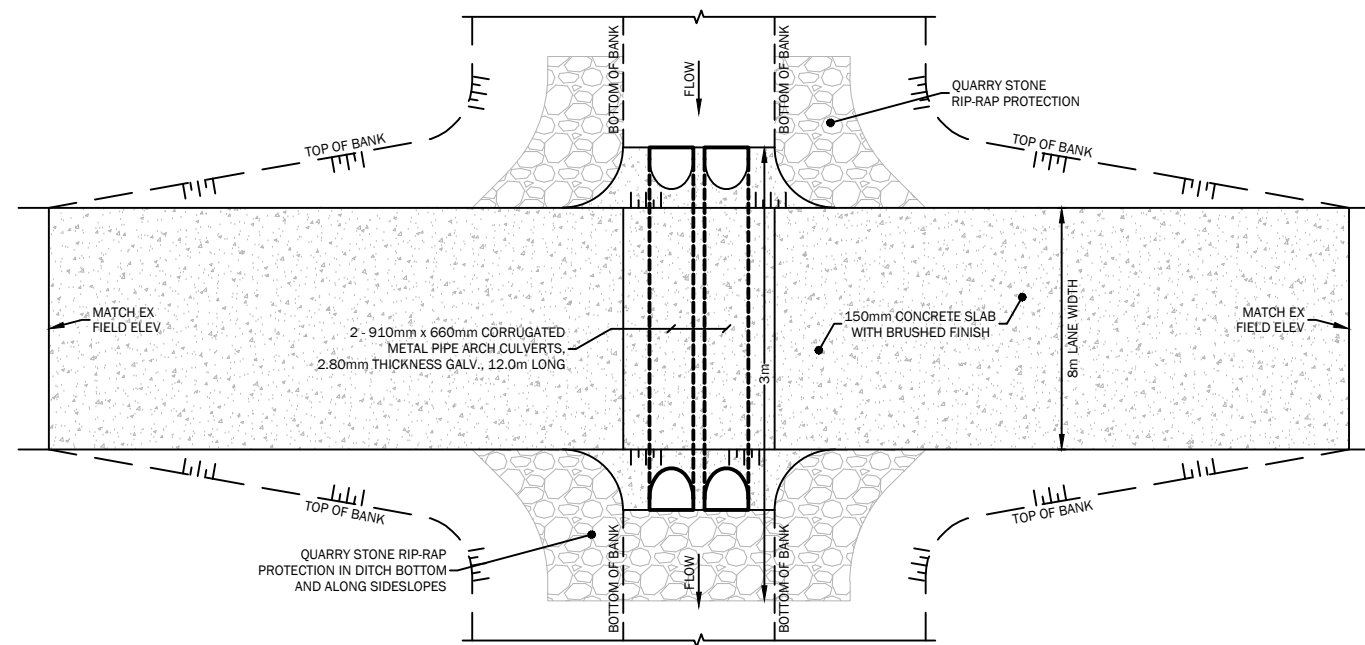 BOTTOM OF BANK
FLOW
BOTTOM OF BANK
QUARRY STONE
RIP-RAP PROTECTION
TOP OF BANK
TOP OF BANK
MATCH EX
FIELD ELEV
2 - 910mm x 660mm CORRUGATED
METAL PIPE ARCH CULVERTS,
2.80mm THICKNESS GALV., 12.0m LONG
3m
150mm CONCRETE SLAB
WITH BRUSHED FINISH
8m LANE WIDTH
MATCH EX
FIELD ELEV
TOP OF BANK
TOP OF BANK
QUARRY STONE RIP-RAP
PROTECTION IN DITCH BOTTOM
AND ALONG SIDESLOPES
BOTTOM OF BANK
FLOW
BOTTOM OF BANK